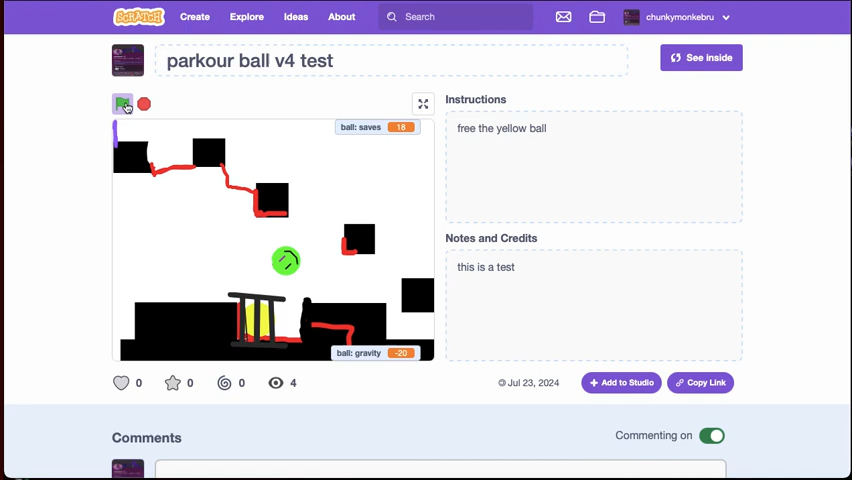 SCRATCH Create Explore Ideas About Search chunkymonkebru
parkour ball v4 test
See inside
Instructions
free the yellow ball
ball: saves 18
Notes and Credits
this is a test
ball: gravity -20
0 0 0 4
Jul 23, 2024
Add to Studio
Copy Link
Comments
Commenting on